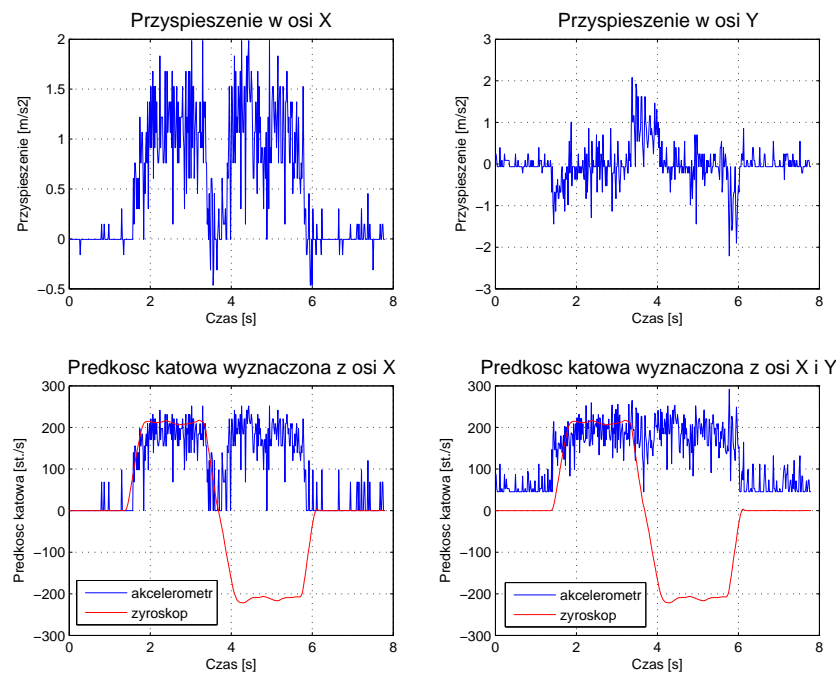 Przyspieszenie w osi X
Przyspieszenie [m/s2]
2
1.5
1
0.5
0
−0.5
0 2 4 6 8
Czas [s]
Przyspieszenie w osi Y
Przyspieszenie [m/s2]
3
2
1
0
−1
−2
−3
0 2 4 6 8
Czas [s]
Predkosc katowa wyznaczona z osi X
Predkosc katowa [st./s]
300
200
100
0
−100
−200
−300
akcelerometr
zyroskop
0 2 4 6 8
Czas [s]
Predkosc katowa wyznaczona z osi X i Y
Predkosc katowa [st./s]
300
200
100
0
−100
−200
−300
akcelerometr
zyroskop
0 2 4 6 8
Czas [s]